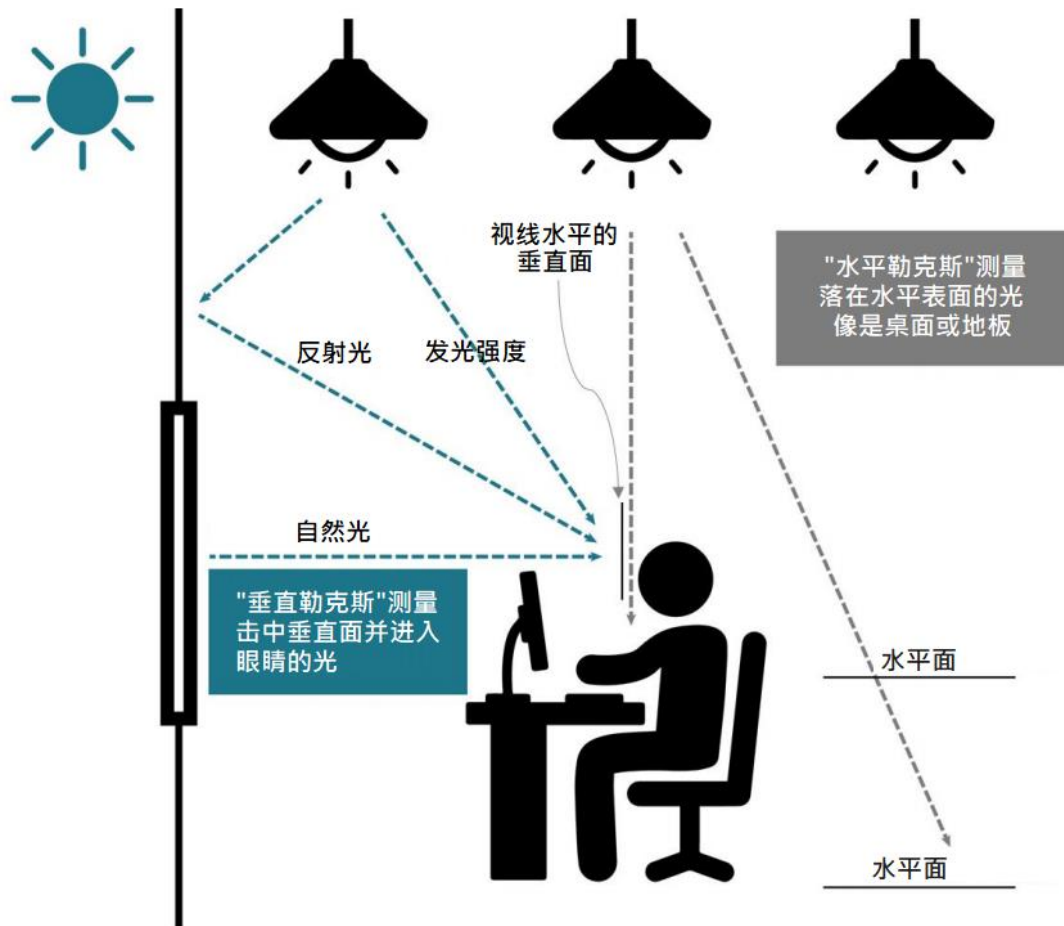 视线水平的
垂直面
"水平勒克斯"测量
落在水平表面的光
像是桌面或地板
反射光
发光强度
自然光
"垂直勒克斯"测量
击中垂直面并进入
眼睛的光
水平面
水平面